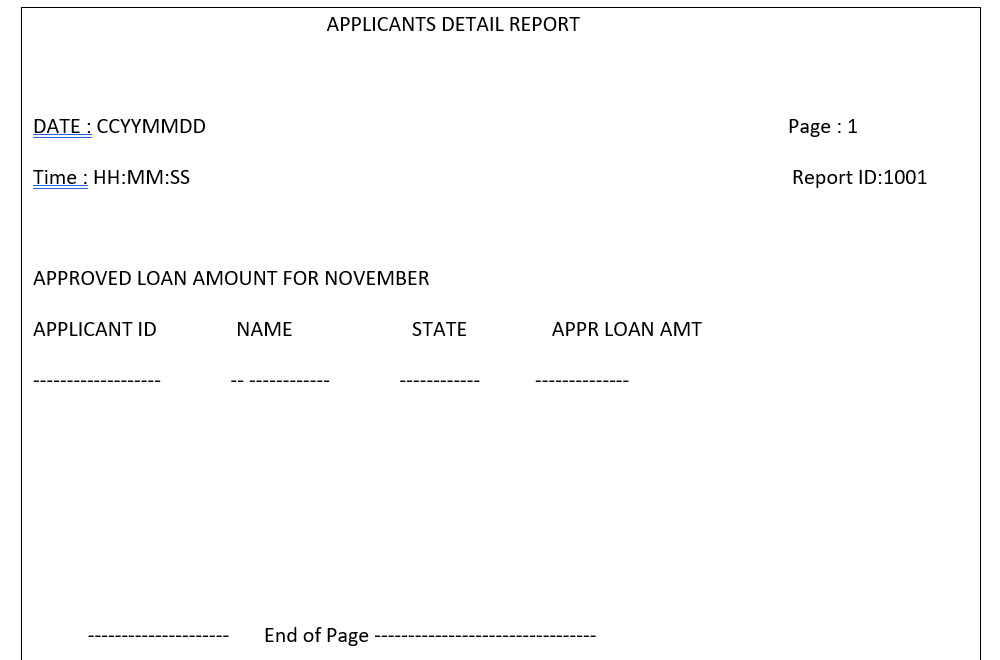 APPLICANTS DETAIL REPORT
DATE : CCYYMMDD Page : 1
Time : HH:MM:SS Report ID:1001
APPROVED LOAN AMOUNT FOR NOVEMBER
APPLICANT ID NAME STATE APPR LOAN AMT
------------------- -- ------------ ------------ --------------
--------------------- End of Page ---------------------------------